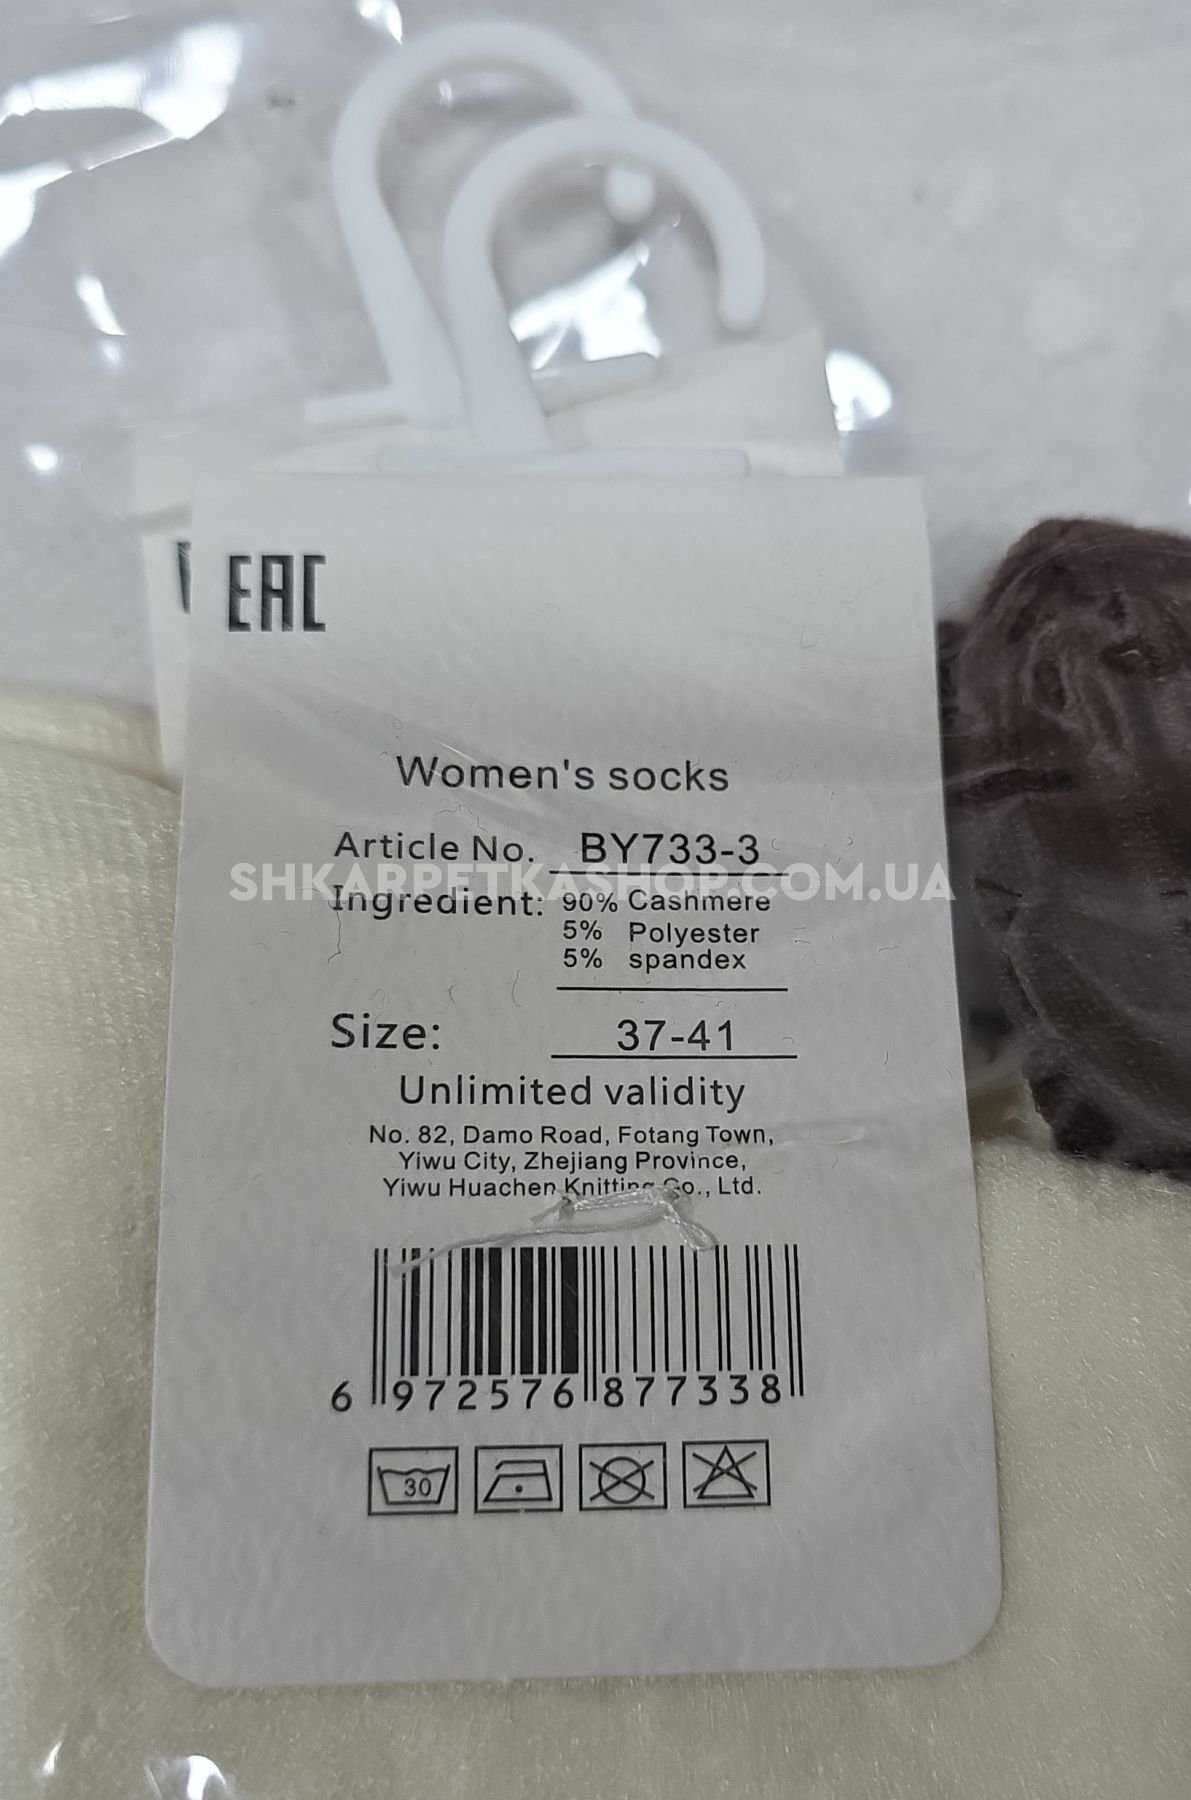 EAC
Women's socks
Article No. BY733-3
SHKARPETKASHOP.COM.UA
Ingredient: 90% Cashmere
5% Polyester
5% spandex
Size: 37-41
Unlimited validity
No. 82, Damo Road, Fotang Town,
Yiwu City, Zhejiang Province,
Yiwu Huachen Knitting Co., Ltd.
6 972576 877338
30